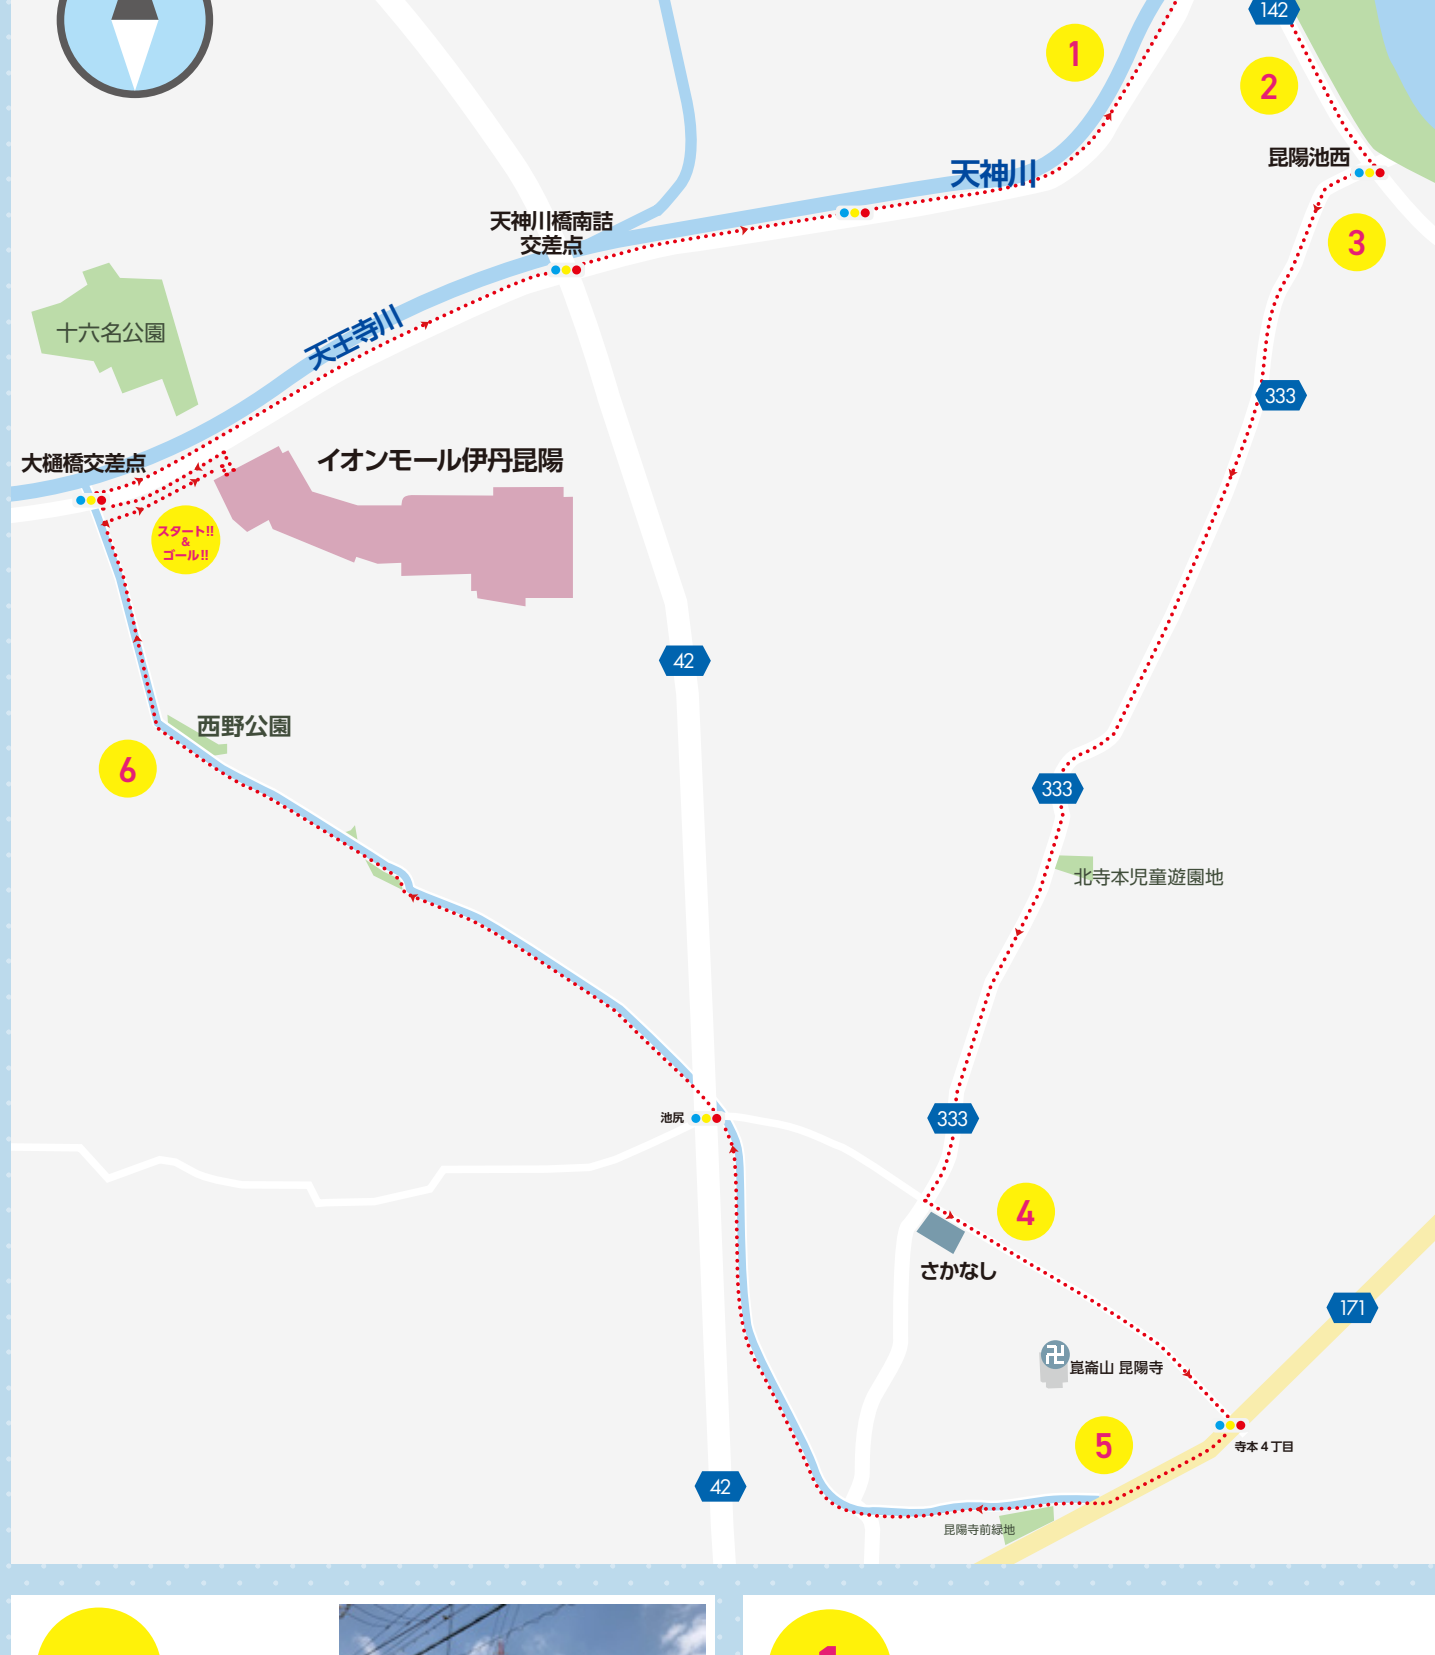 142
1
2
昆陽池西
天神川
天神川橋南詰
交差点
3
十六名公園
天王寺川
333
大樋橋交差点
イオンモール伊丹昆陽
スタート!!
&
ゴール!!
42
西野公園
6
333
北寺本児童遊園地
池尻
333
4
さかなし
171
卍
崑崙山 昆陽寺
5
寺本4丁目
42
昆陽寺前緑地